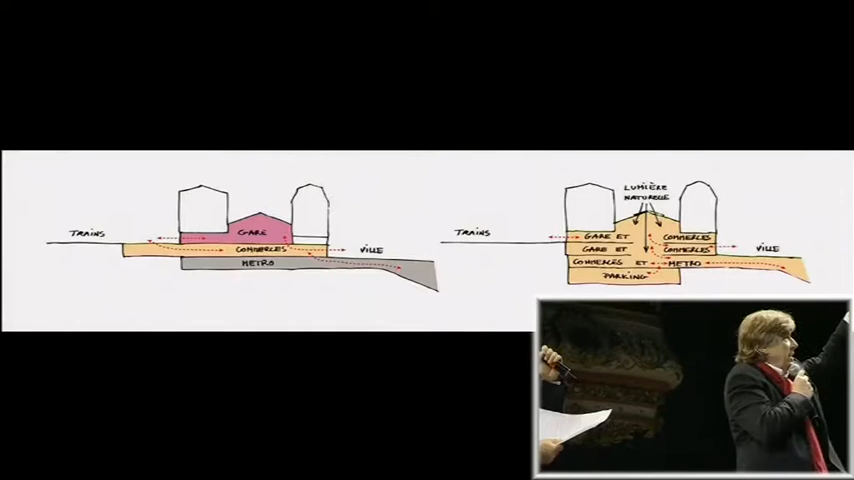 TRAINS
GARE
COMMERCES
VILLE
METRO
LUMIÈRE
NATURELLE
TRAINS
GARE ET COMMERCES
GARE ET COMMERCES
VILLE
COMMERCES ET METRO
PARKING